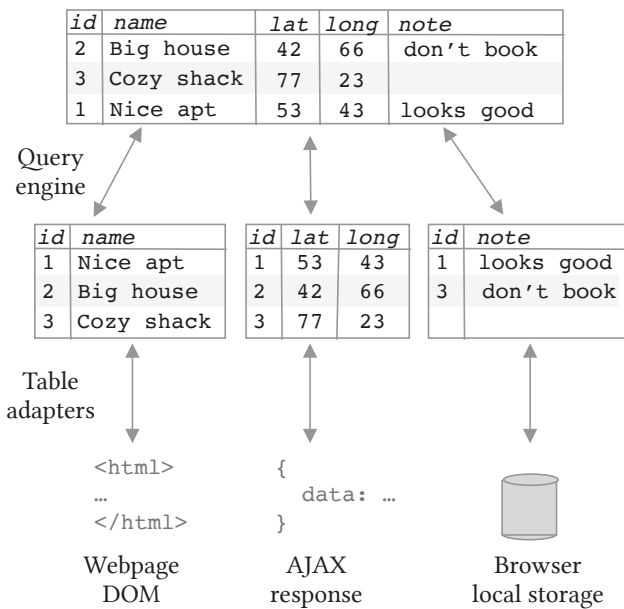 id name lat long note
2 Big house 42 66 don't book
3 Cozy shack 77 23
1 Nice apt 53 43 looks good
Query
engine
id name
1 Nice apt
2 Big house
3 Cozy shack
id lat long
1 53 43
2 42 66
3 77 23
id note
1 looks good
3 don't book
Table
adapters
<html>
…
</html>
{
data: …
}
Webpage
DOM
AJAX
response
Browser
local storage